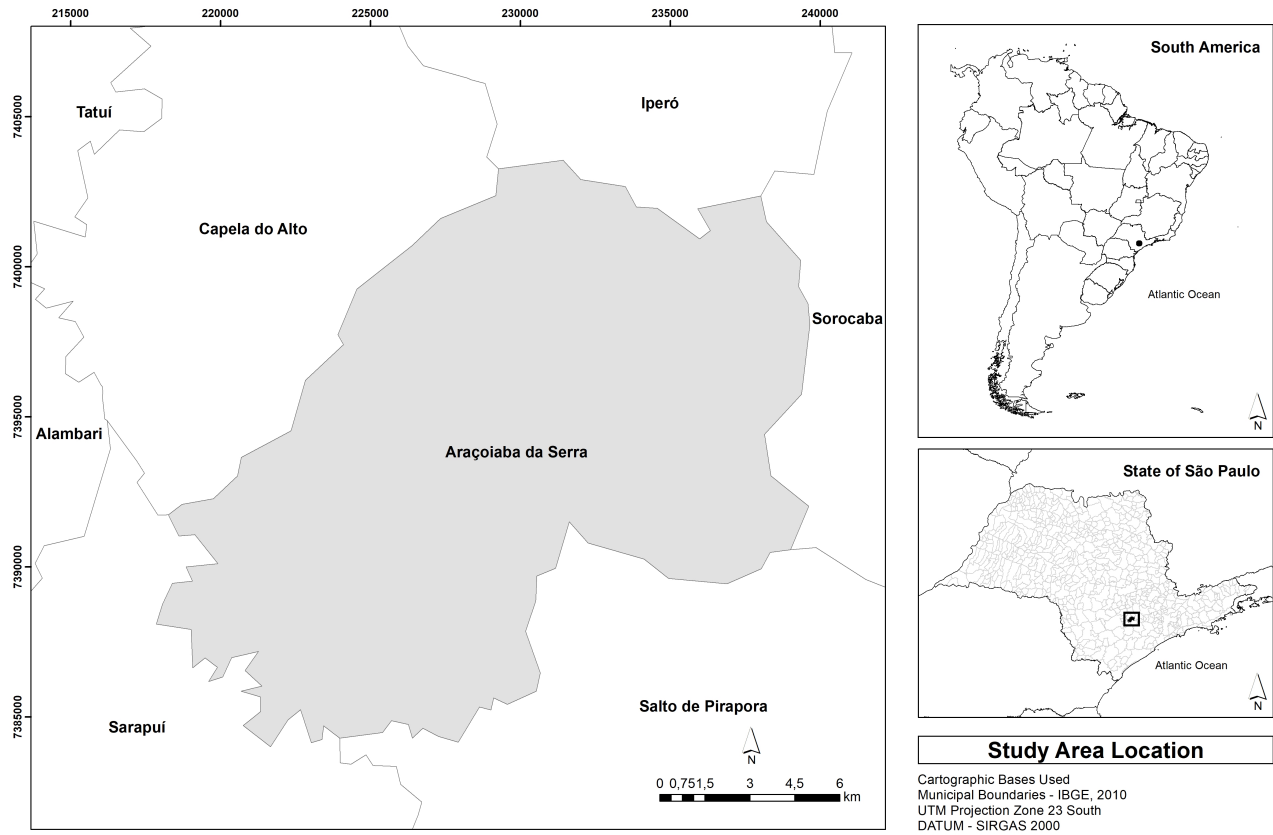 215000 220000 225000 230000 235000 240000
7405000
7400000
7395000
7390000
7385000
Tatuí
Iperó
Capela do Alto
Sorocaba
Alambari
Araçoiaba da Serra
Sarapuí
Salto de Pirapora
N
0 0,75 1,5 3 4,5 6
km
South America
Atlantic Ocean
N
State of São Paulo
Atlantic Ocean
N
Study Area Location
Cartographic Bases Used
Municipal Boundaries - IBGE, 2010
UTM Projection Zone 23 South
DATUM - SIRGAS 2000